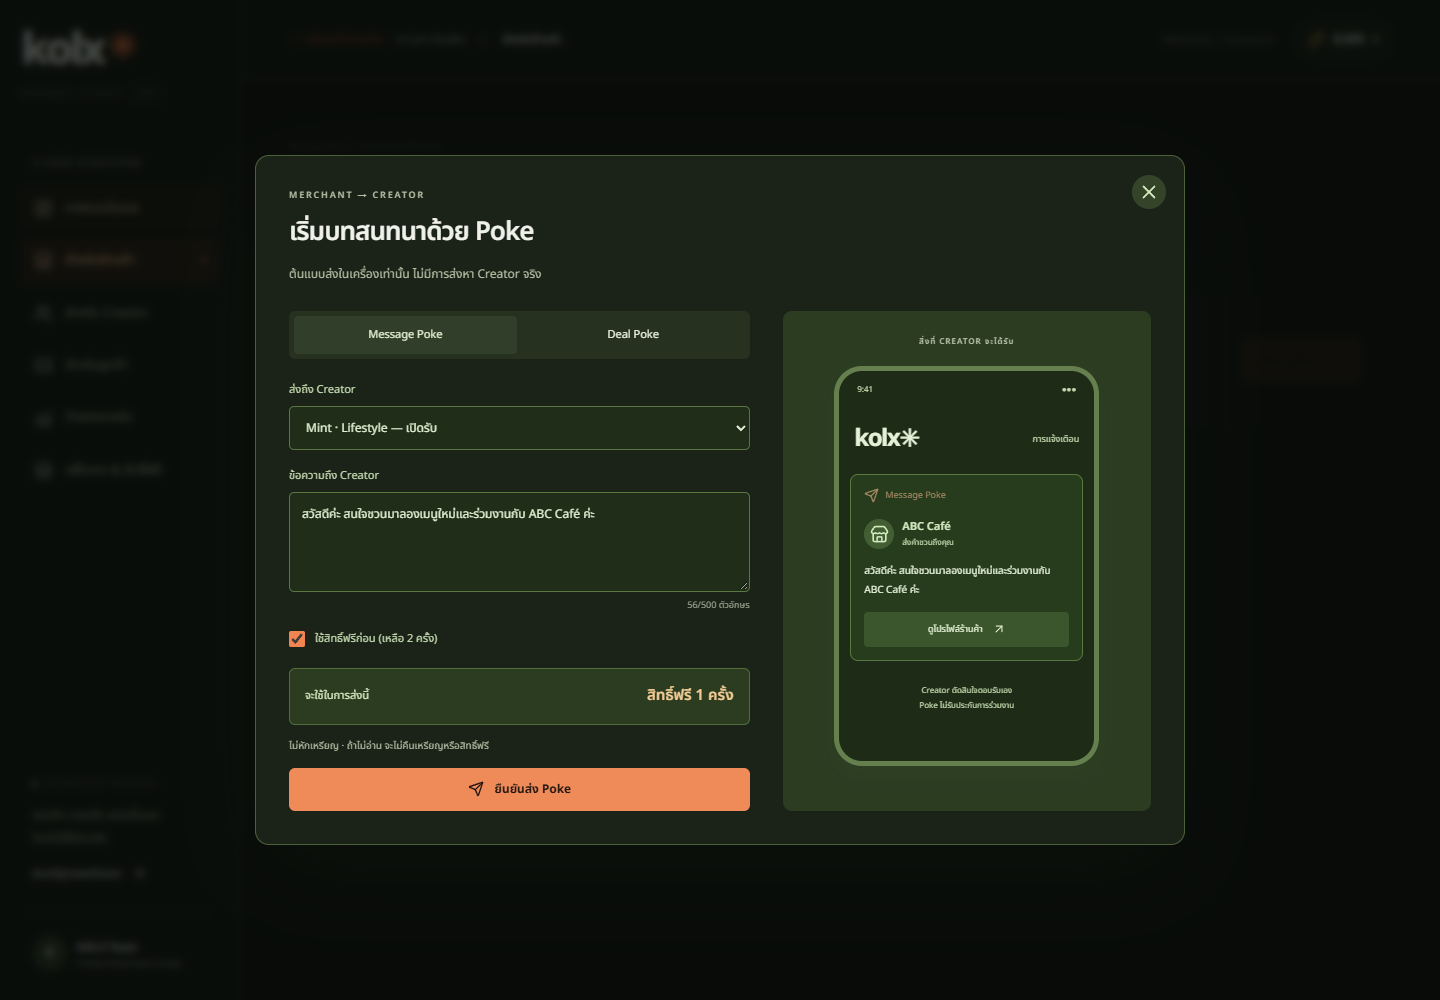 kolx
MERCHANT → CREATOR
เริ่มบทสนทนาด้วย Poke
ต้นแบบส่งในเครื่องเท่านั้น ไม่มีการส่งหา Creator จริง
Message Poke
Deal Poke
ส่งถึง Creator
Mint · Lifestyle — เปิดรับ
ข้อความถึง Creator
สวัสดีค่ะ สนใจชวนมาลองเมนูใหม่และร่วมงานกับ ABC Café ค่ะ
56/500 ตัวอักษร
ใช้สิทธิ์ฟรีก่อน (เหลือ 2 ครั้ง)
จะใช้ในการส่งนี้
สิทธิ์ฟรี 1 ครั้ง
ไม่หักเหรียญ · ถ้าไม่อ่าน จะไม่คืนเหรียญหรือสิทธิ์ฟรี
ยืนยันส่ง Poke
สิ่งที่ CREATOR จะได้รับ
9:41
kolx
การแจ้งเตือน
Message Poke
ABC Café
ส่งคำชวนถึงคุณ
สวัสดีค่ะ สนใจชวนมาลองเมนูใหม่และร่วมงานกับ
ABC Café ค่ะ
ดูโปรไฟล์ร้านค้า
Creator ตัดสินใจตอบรับเอง
Poke ไม่รับประกันการร่วมงาน